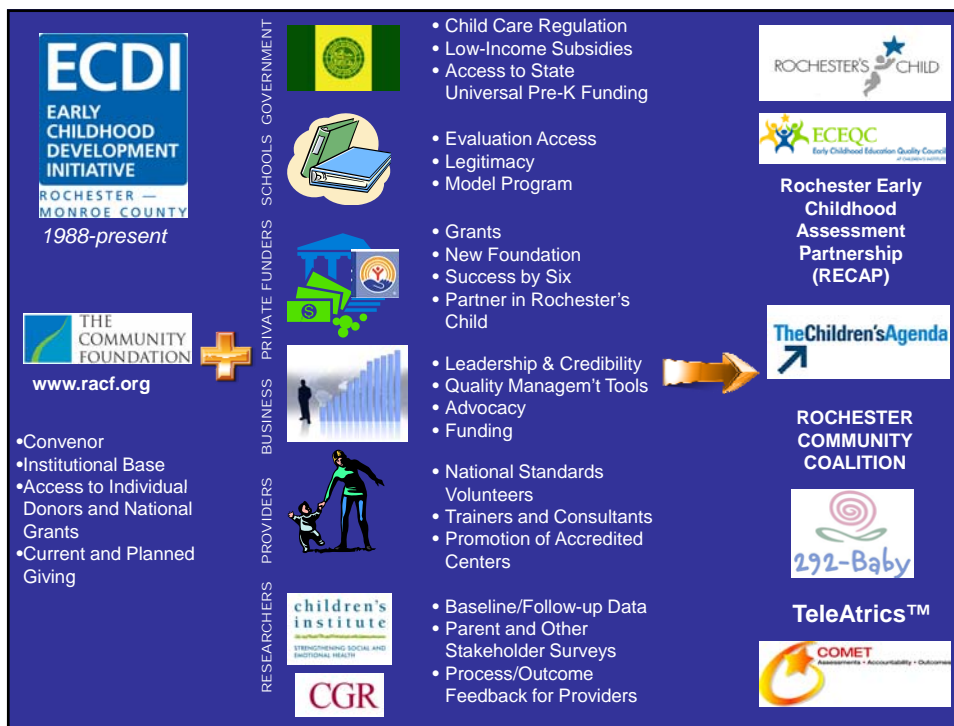 ECDI
EARLY
CHILDHOOD
DEVELOPMENT
INITIATIVE
ROCHESTER —
MONROE COUNTY
1988-present
THE
COMMUNITY
FOUNDATION
www.racf.org
•Convenor
•Institutional Base
•Access to Individual
Donors and National
Grants
•Current and Planned
Giving
GOVERNMENT
• Child Care Regulation
• Low-Income Subsidies
• Access to State
Universal Pre-K Funding
SCHOOLS
• Evaluation Access
• Legitimacy
• Model Program
PRIVATE FUNDERS
$
• Grants
• New Foundation
• Success by Six
• Partner in Rochester's
Child
BUSINESS
• Leadership & Credibility
• Quality Managem't Tools
• Advocacy
• Funding
PROVIDERS
• National Standards
Volunteers
• Trainers and Consultants
• Promotion of Accredited
Centers
RESEARCHERS
children's
institute
STRENGTHENING SOCIAL AND
EMOTIONAL HEALTH
CGR
• Baseline/Follow-up Data
• Parent and Other
Stakeholder Surveys
• Process/Outcome
Feedback for Providers
ROCHESTER'S CHILD
ECEQC
Early Childhood Education Quality Council
AT CHILDREN'S INSTITUTE
Rochester Early
Childhood
Assessment
Partnership
(RECAP)
TheChildren'sAgenda
ROCHESTER
COMMUNITY
COALITION
292-Baby
TeleAtrics™
COMET
Assessments • Accountability • Outcomes